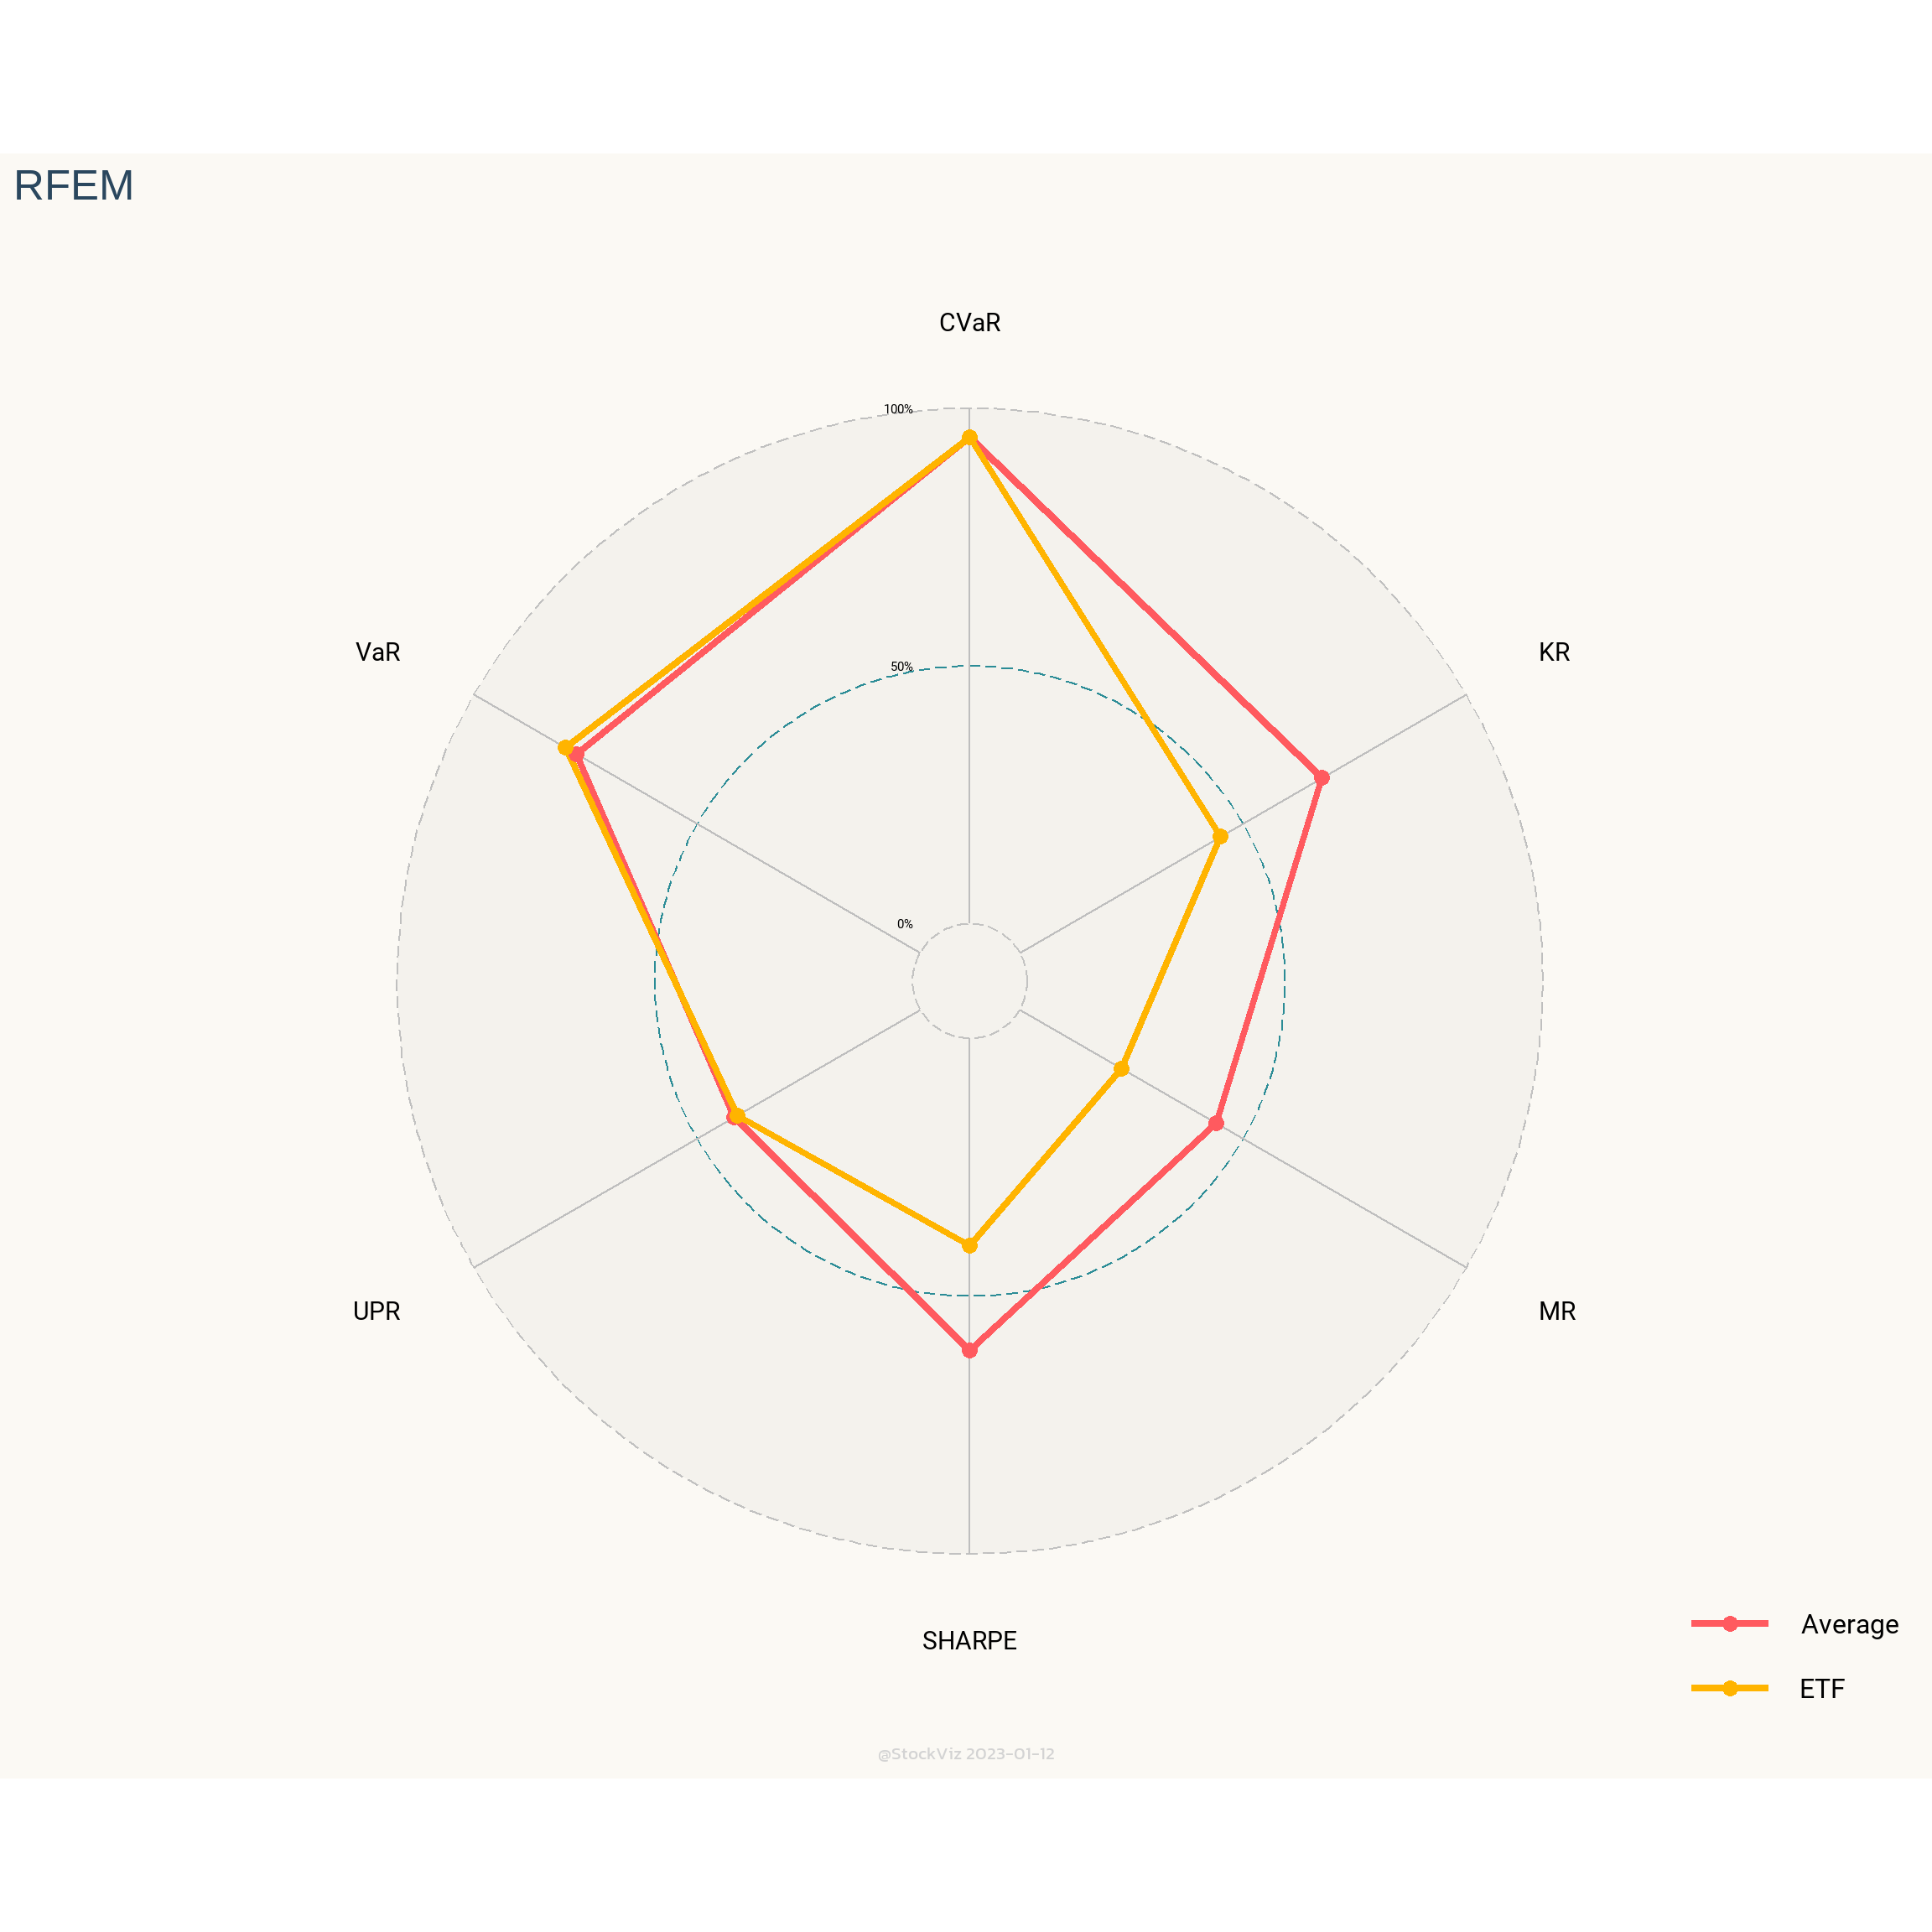 RFEM
CVaR
100%
VaR
KR
50%
0%
UPR
MR
SHARPE
Average
ETF
@StockViz 2023-01-12